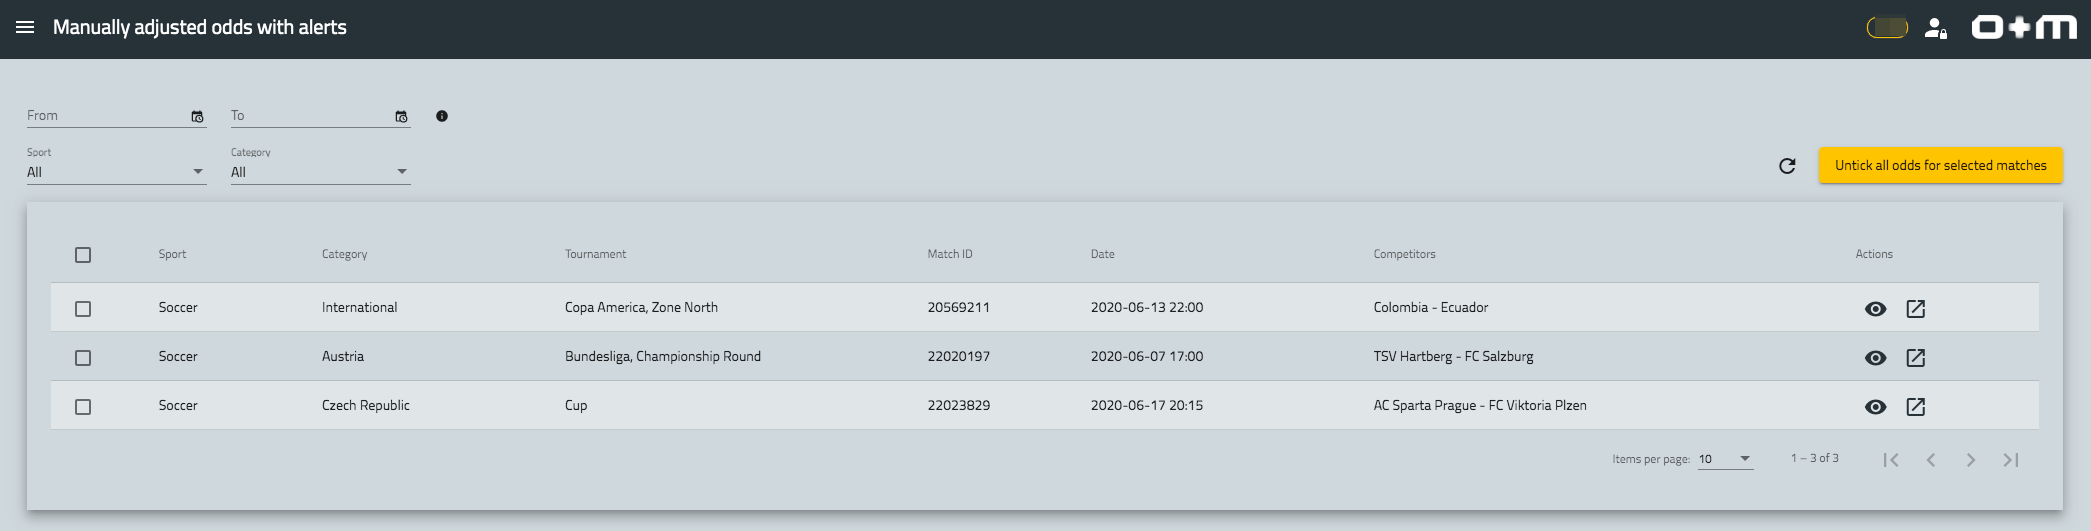 Manually adjusted odds with alerts
o+m
From To
Sport Category
All All
Untick all odds for selected matches
Sport Category Tournament Match ID Date Competitors Actions
Soccer International Copa America, Zone North 20569211 2020-06-13 22:00 Colombia - Ecuador
Soccer Austria Bundesliga, Championship Round 22020197 2020-06-07 17:00 TSV Hartberg - FC Salzburg
Soccer Czech Republic Cup 22023829 2020-06-17 20:15 AC Sparta Prague - FC Viktoria Plzen
Items per page: 10 1 – 3 of 3